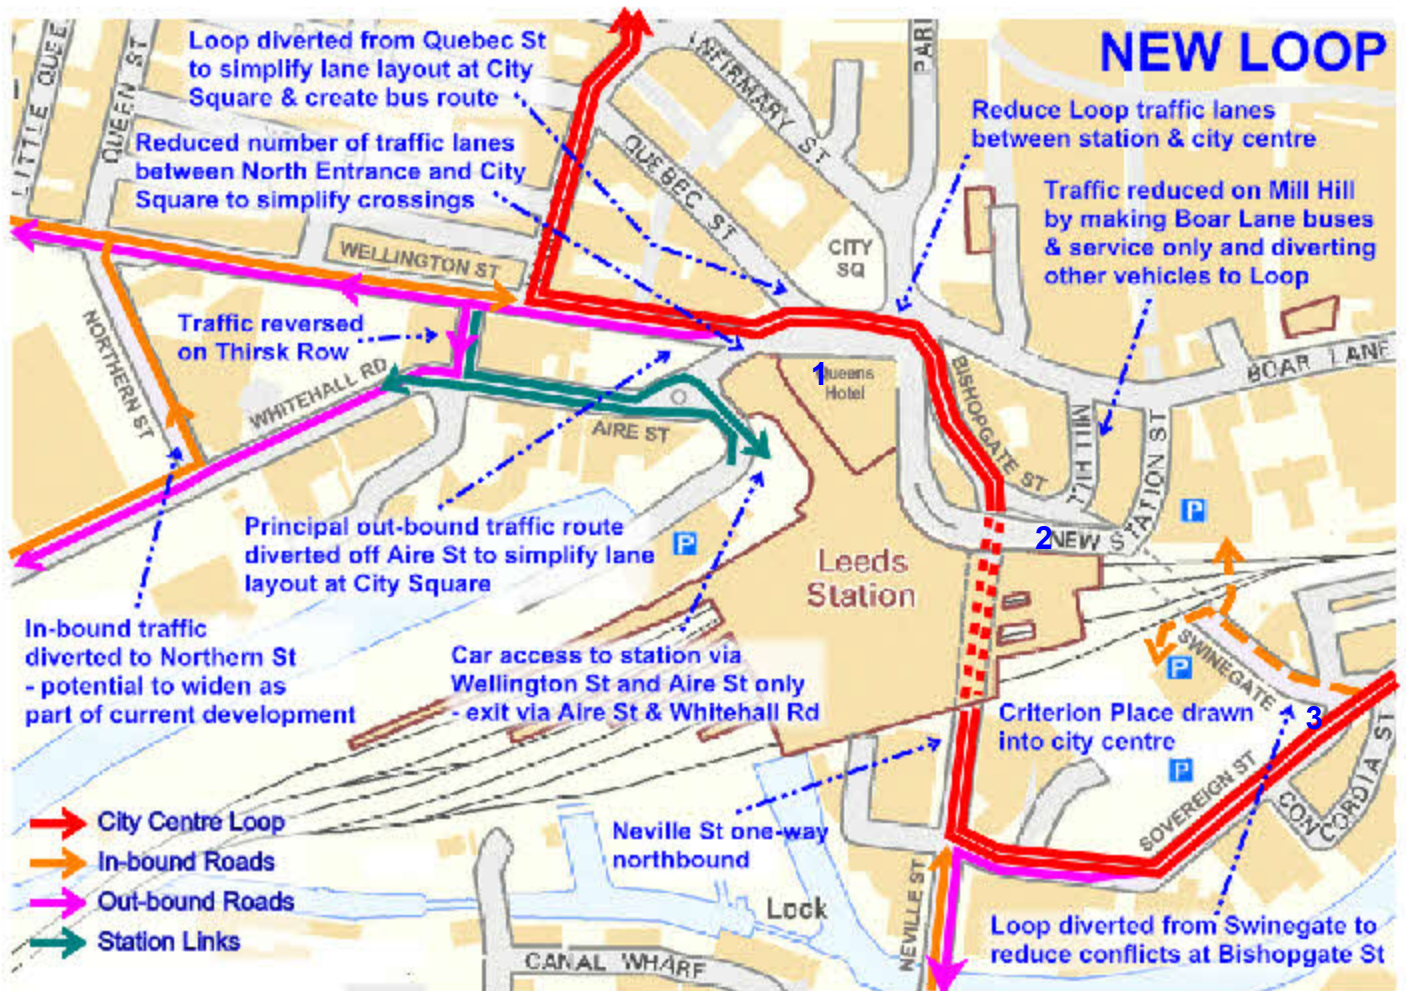 NEW LOOP
Loop diverted from Quebec St
to simplify lane layout at City
Square & create bus route
Reduced number of traffic lanes
between North Entrance and City
Square to simplify crossings
Reduce Loop traffic lanes
between station & city centre
Traffic reduced on Mill Hill
by making Boar Lane buses
& service only and diverting
other vehicles to Loop
LITTLE QUEE
QUEEN ST
INFIRMARY ST
PAR
QUEBEC ST
CITY
SQ
WELLINGTON ST
Traffic reversed
on Thirsk Row
NORTHERN ST
WHITEHALL RD
AIRE ST
1
Queens
Hotel
BISHOPGATE ST
MILL HILL
STATION ST
BOAR LANE
2
NEW
P
P
Principal out-bound traffic route
diverted off Aire St to simplify lane
layout at City Square
Leeds
Station
In-bound traffic
diverted to Northern St
- potential to widen as
part of current development
Car access to station via
Wellington St and Aire St only
- exit via Aire St & Whitehall Rd
SWINEGATE
P
Criterion Place drawn
into city centre
3
P
SOVEREIGN ST
CONCORDIA ST
City Centre Loop
In-bound Roads
Out-bound Roads
Station Links
Neville St one-way
northbound
NEVILLE ST
Lock
CANAL WHARF
Loop diverted from Swinegate to
reduce conflicts at Bishopgate St